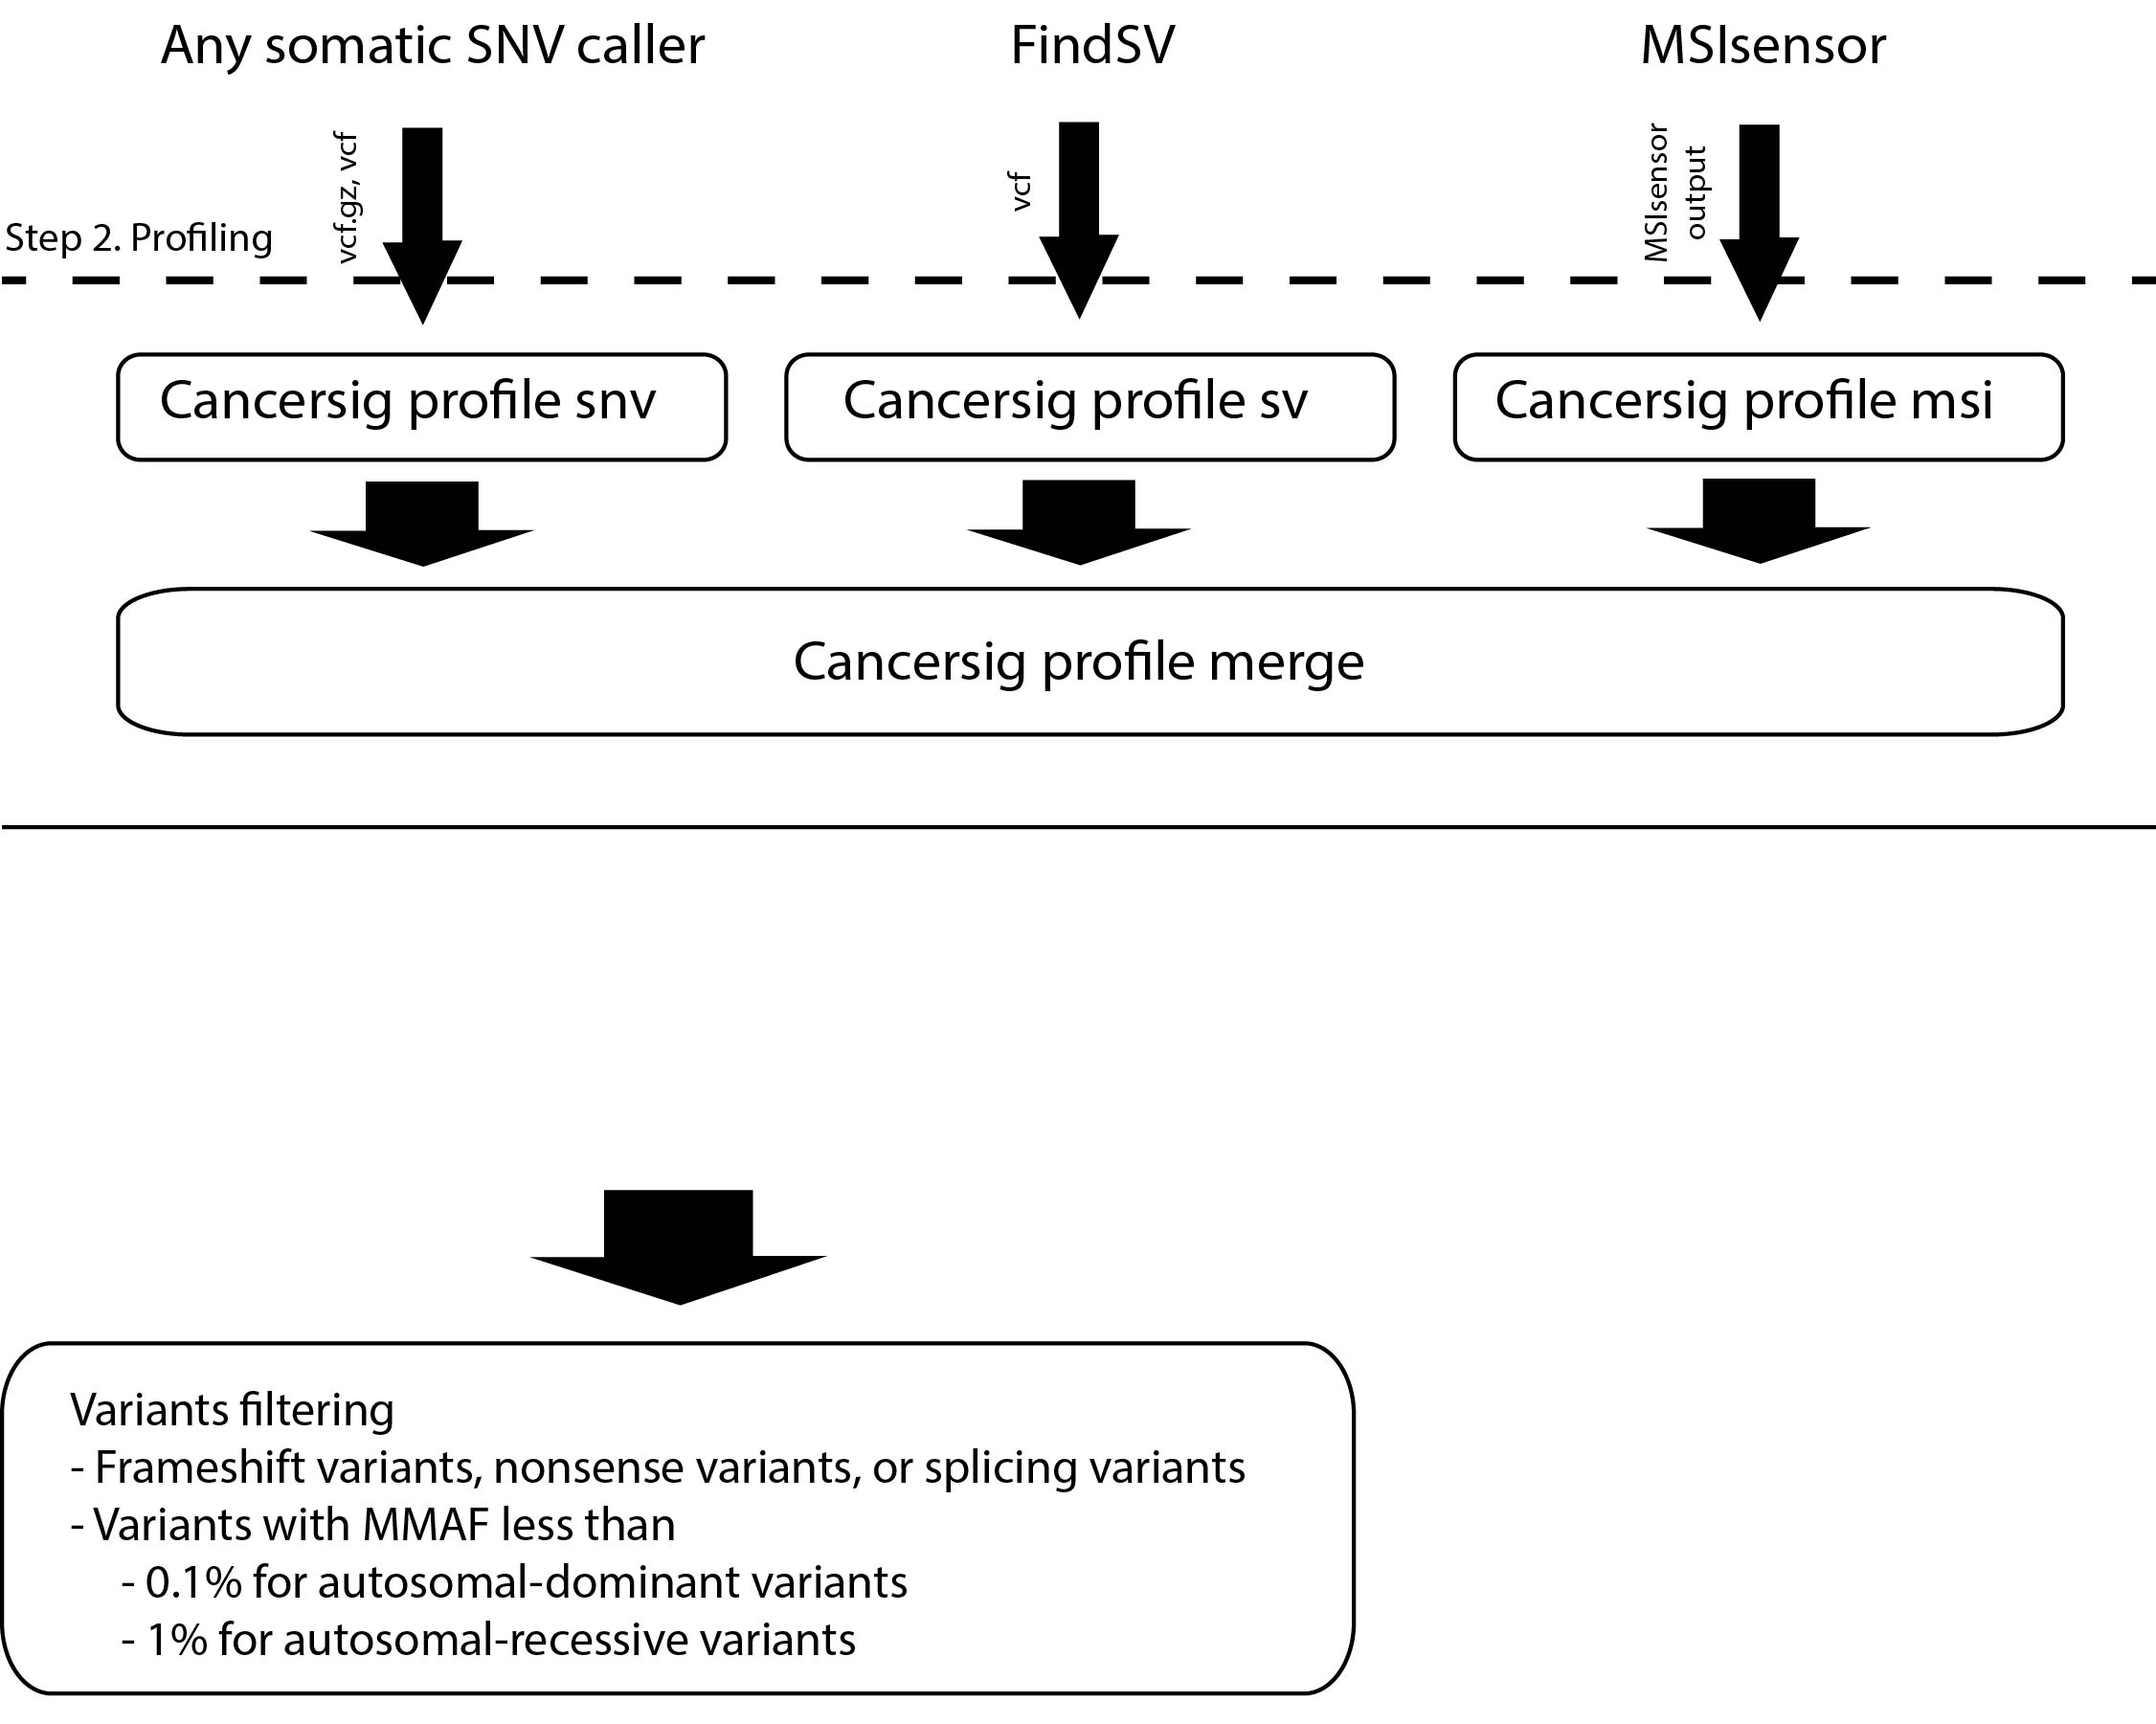 Any somatic SNV caller
FindSV
MSIsensor
vcf.gz, vcf
vcf
MSIsensor
output
Step 2. Profiling
Cancersig profile snv
Cancersig profile sv
Cancersig profile msi
Cancersig profile merge
Variants filtering
- Frameshift variants, nonsense variants, or splicing variants
- Variants with MMAF less than
- 0.1% for autosomal-dominant variants
- 1% for autosomal-recessive variants